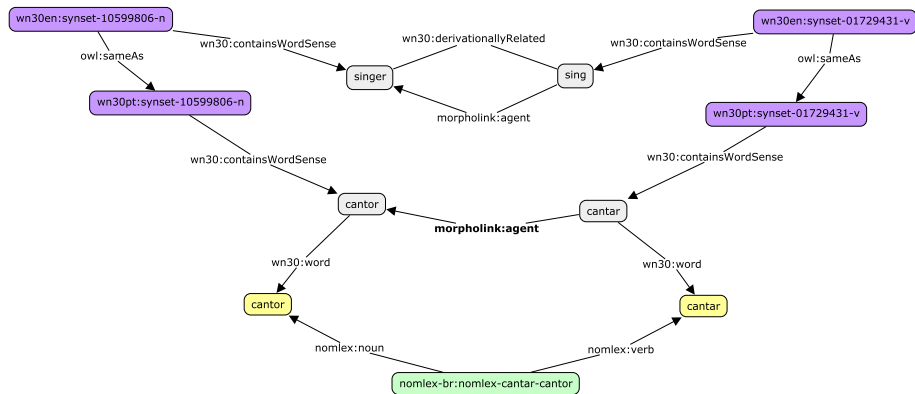 wn30en:synset-10599806-n
wn30en:synset-01729431-v
wn30:derivationallyRelated
wn30:containsWordSense
wn30:containsWordSense
owl:sameAs
owl:sameAs
singer
sing
wn30pt:synset-10599806-n
wn30pt:synset-01729431-v
morpholink:agent
wn30:containsWordSense
wn30:containsWordSense
cantor
cantar
morpholink:agent
wn30:word
wn30:word
cantor
cantar
nomlex:noun
nomlex:verb
nomlex-br:nomlex-cantar-cantor